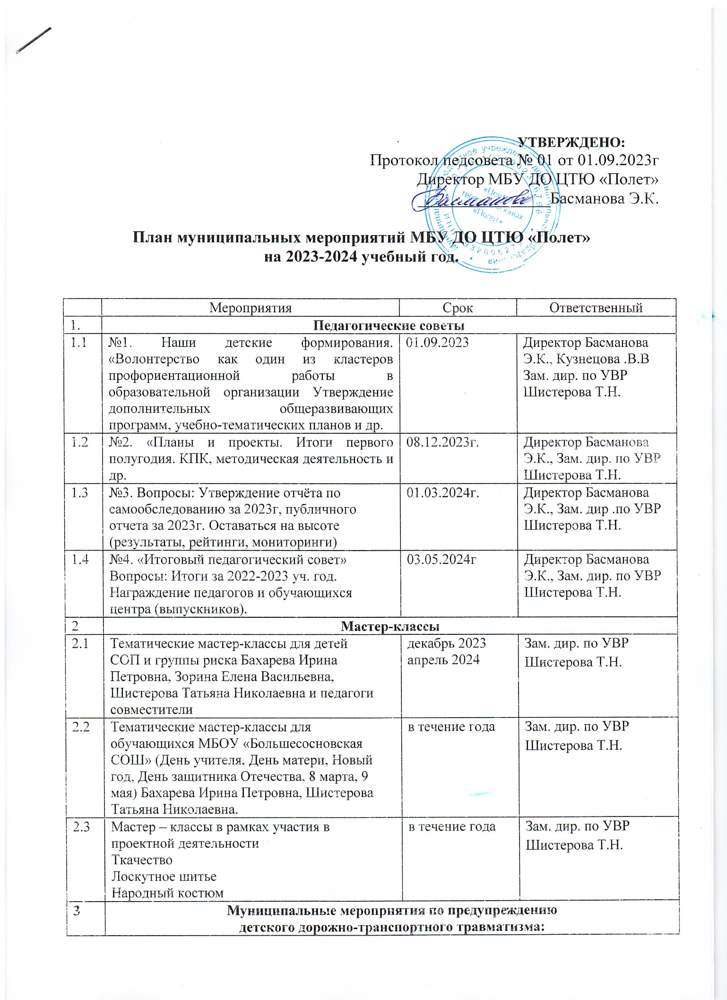 УТВЕРЖДЕНО:
Протокол педсовета № 01 от 01.09.2023г
Директор МБУ ДО ЦТЮ «Полет»
Басманова Басманова Э.К.
«Центр
юных
«Полет»
План муниципальных мероприятий МБУ ДО ЦТЮ «Полет»
на 2023-2024 учебный год.
Мероприятия Срок Ответственный
1. Педагогические советы
1.1 №1. Наши детские формирования. 01.09.2023 Директор Басманова
«Волонтерство как один из кластеров Э.К., Кузнецова .В.В
профориентационной работы в Зам. дир. по УВР
образовательной организации Утверждение Шистерова Т.Н.
дополнительных общеразвивающих
программ, учебно-тематических планов и др.
1.2 №2. «Планы и проекты. Итоги первого 08.12.2023г. Директор Басманова
полугодия. КПК, методическая деятельность и Э.К., Зам. дир. по УВР
др. Шистерова Т.Н.
1.3 №3. Вопросы: Утверждение отчёта по 01.03.2024г. Директор Басманова
самообследованию за 2023г, публичного Э.К., Зам. дир .по УВР
отчета за 2023г. Оставаться на высоте Шистерова Т.Н.
(результаты, рейтинги, мониторинги)
1.4 №4. «Итоговый педагогический совет» 03.05.2024г Директор Басманова
Вопросы: Итоги за 2022-2023 уч. год. Э.К., Зам. дир. по УВР
Награждение педагогов и обучающихся Шистерова Т.Н.
центра (выпускников).
2 Мастер-классы
2.1 Тематические мастер-классы для детей декабрь 2023 Зам. дир. по УВР
СОП и группы риска Бахарева Ирина апрель 2024 Шистерова Т.Н.
Петровна, Зорина Елена Васильевна,
Шистерова Татьяна Николаевна и педагоги
совместители
2.2 Тематические мастер-классы для в течение года Зам. дир. по УВР
обучающихся МБОУ «Большесосновская Шистерова Т.Н.
СОШ» (День учителя, День матери, Новый
год, День защитника Отечества, 8 марта, 9
мая) Бахарева Ирина Петровна, Шистерова
Татьяна Николаевна.
2.3 Мастер – классы в рамках участия в в течение года Зам. дир. по УВР
проектной деятельности Шистерова Т.Н.
Ткачество
Лоскутное шитье
Народный костюм
3 Муниципальные мероприятия по предупреждению
детского дорожно-транспортного травматизма: